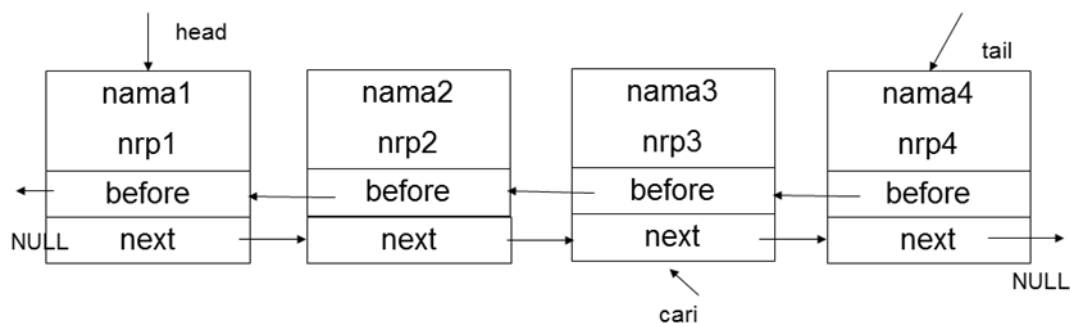 head
tail
nama1
nrp1
before
next
nama2
nrp2
before
next
nama3
nrp3
before
next
nama4
nrp4
before
next
NULL
NULL
cari